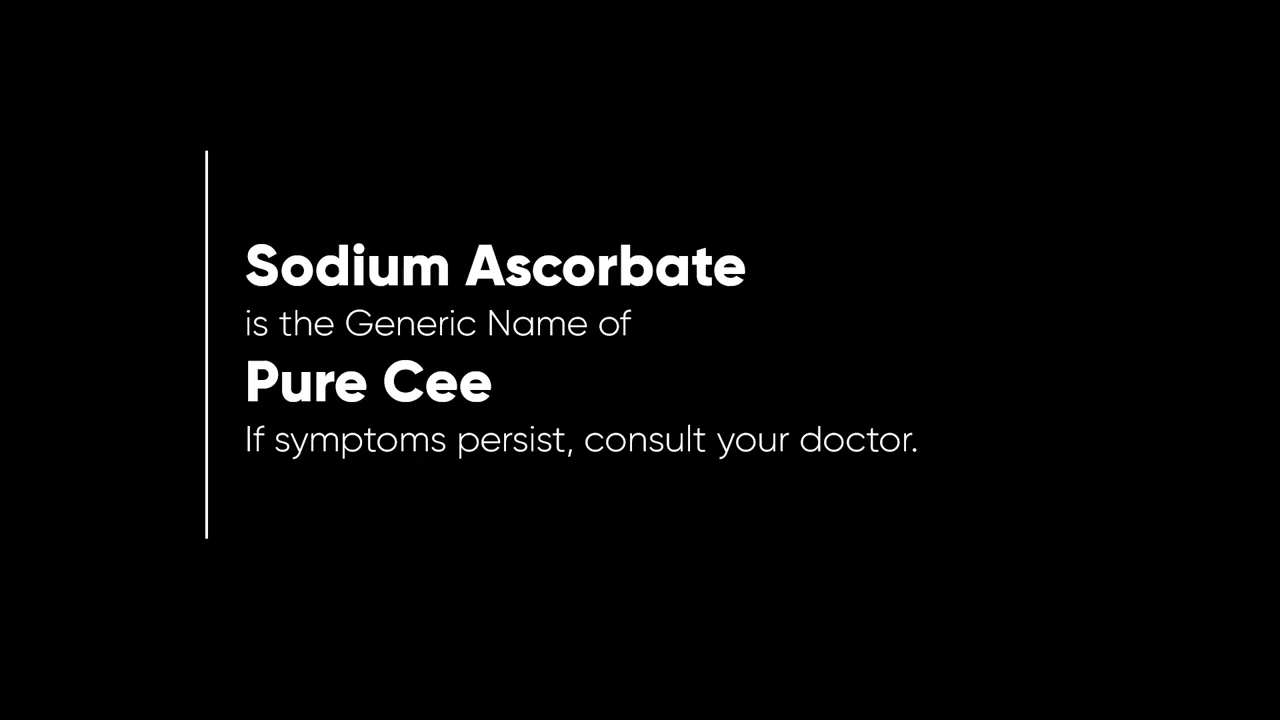 Sodium Ascorbate
is the Generic Name of
Pure Cee
If symptoms persist, consult your doctor.